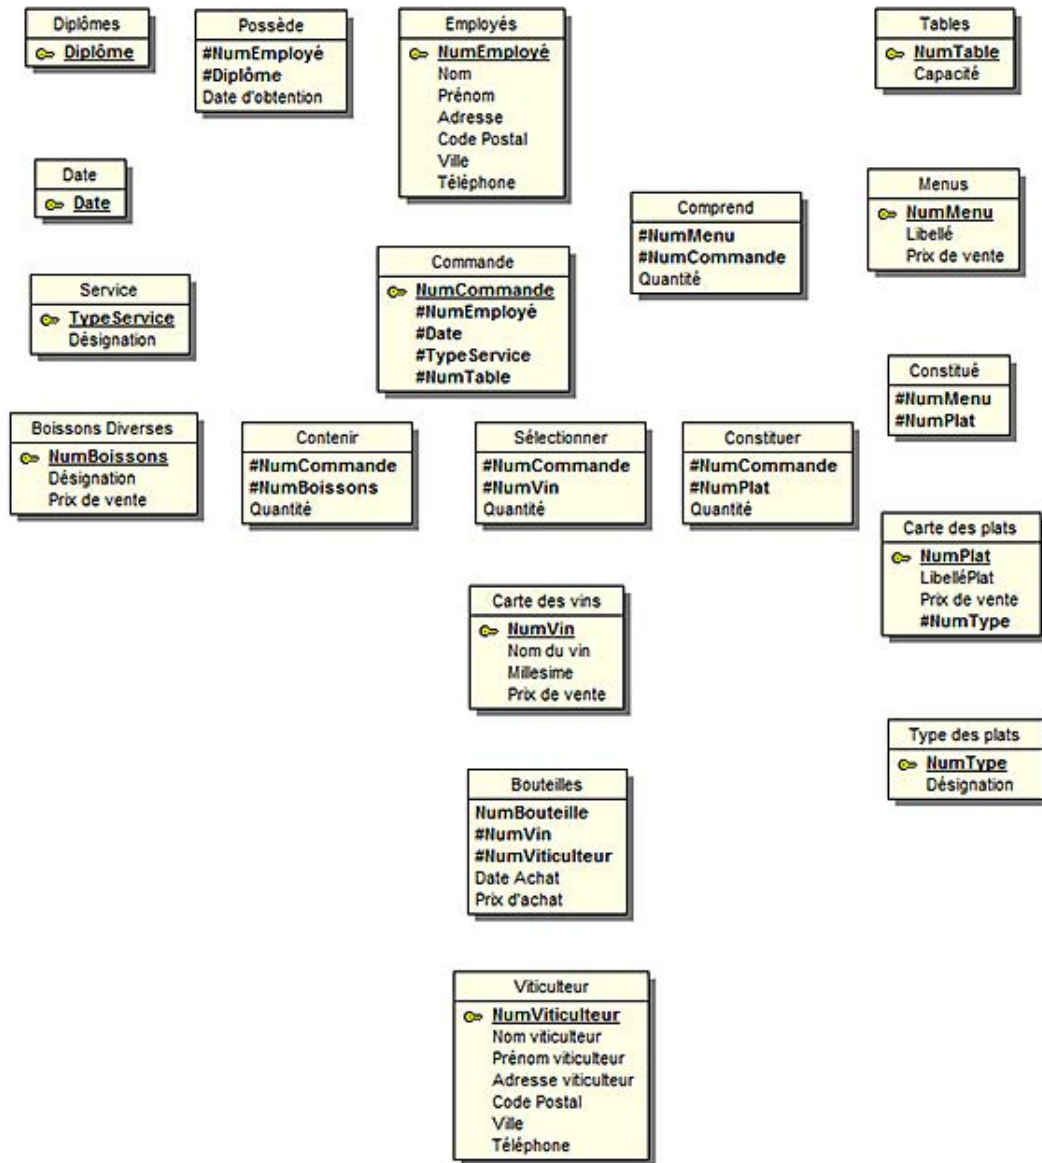 Diplômes
Diplôme
Possède
#NumEmployé
#Diplôme
Date d'obtention
Employés
NumEmployé
Nom
Prénom
Adresse
Code Postal
Ville
Téléphone
Tables
NumTable
Capacité
Date
Date
Comprend
#NumMenu
#NumCommande
Quantité
Menus
NumMenu
Libellé
Prix de vente
Service
TypeService
Désignation
Commande
NumCommande
#NumEmployé
#Date
#TypeService
#NumTable
Constitué
#NumMenu
#NumPlat
Boissons Diverses
NumBoissons
Désignation
Prix de vente
Contenir
#NumCommande
#NumBoissons
Quantité
Sélectionner
#NumCommande
#NumVin
Quantité
Constituer
#NumCommande
#NumPlat
Quantité
Carte des plats
NumPlat
LibelléPlat
Prix de vente
#NumType
Carte des vins
NumVin
Nom du vin
Millesime
Prix de vente
Type des plats
NumType
Désignation
Bouteilles
NumBouteille
#NumVin
#NumViticulteur
Date Achat
Prix d'achat
Viticulteur
NumViticulteur
Nom viticulteur
Prénom viticulteur
Adresse viticulteur
Code Postal
Ville
Téléphone